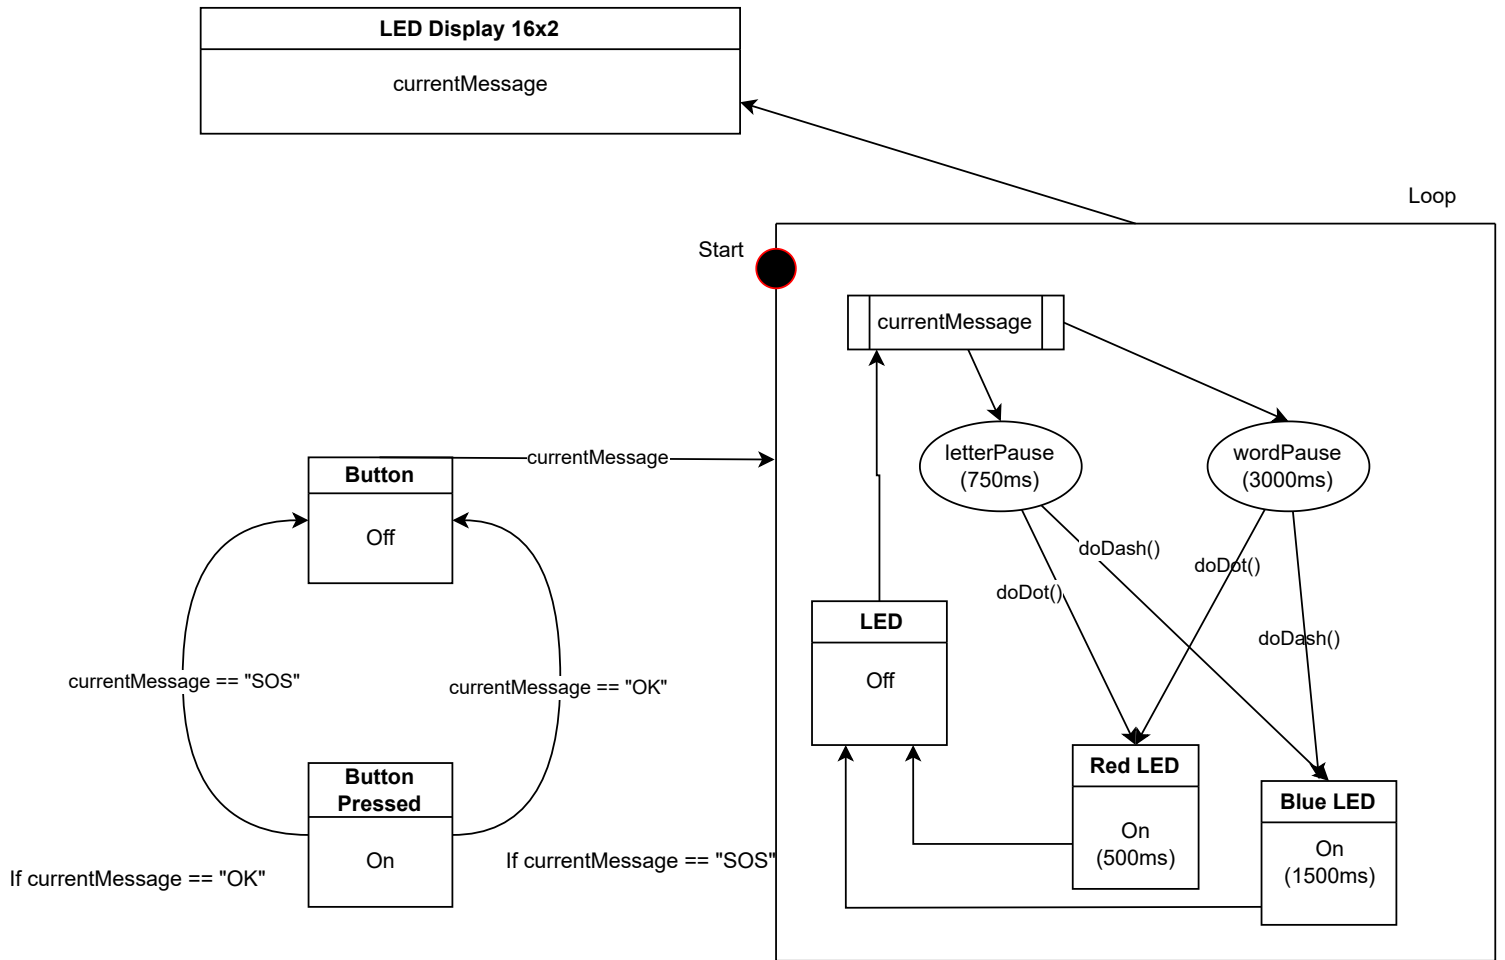 LED Display 16x2
currentMessage
Loop
Start
currentMessage
letterPause
(750ms)
wordPause
(3000ms)
currentMessage
Button
Off
doDash()
doDot()
doDot()
doDash()
LED
Off
currentMessage == "SOS"
currentMessage == "OK"
Button
Pressed
On
If currentMessage == "OK"
If currentMessage == "SOS"
Red LED
On
(500ms)
Blue LED
On
(1500ms)